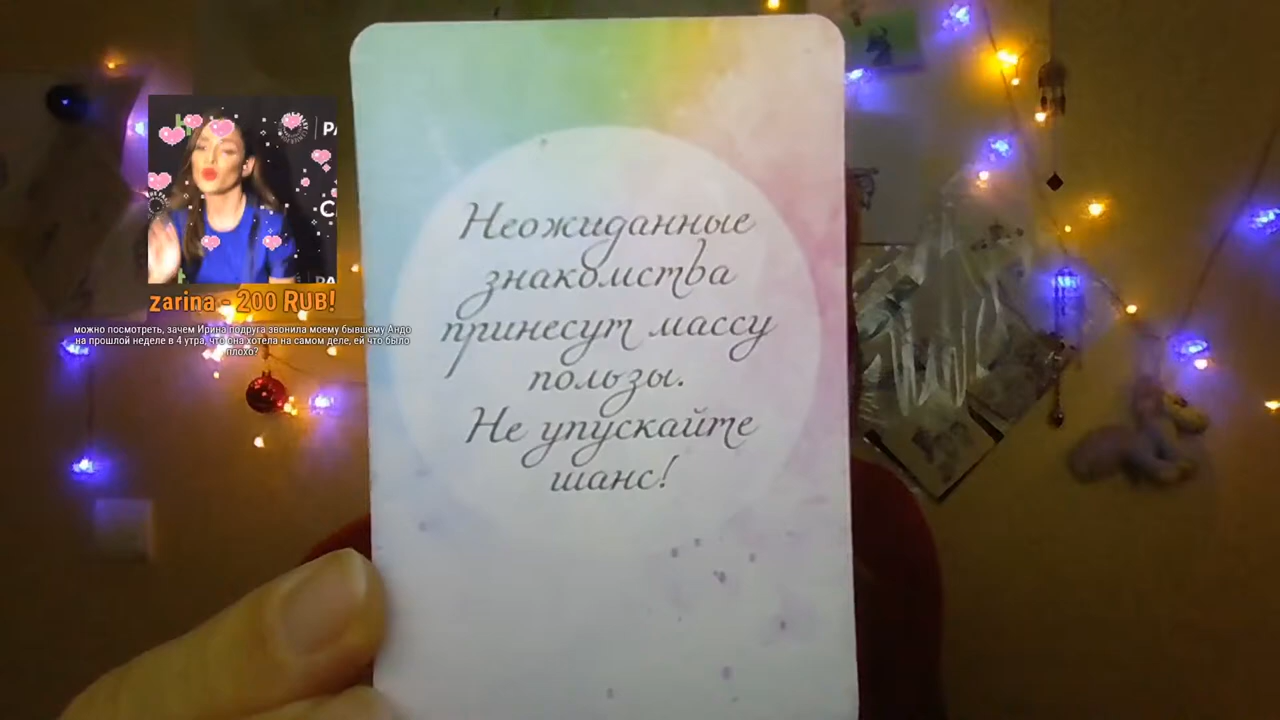 Неожиданные
знакомства
принесут массу
пользы.
Не упускайте
шанс!
zarina - 200 RUB!
можно посмотреть, зачем Ирина подруга звонила моему бывшему Андо
на прошлой неделе в 4 утра, что она хотела на самом деле, ей что было
плохо?